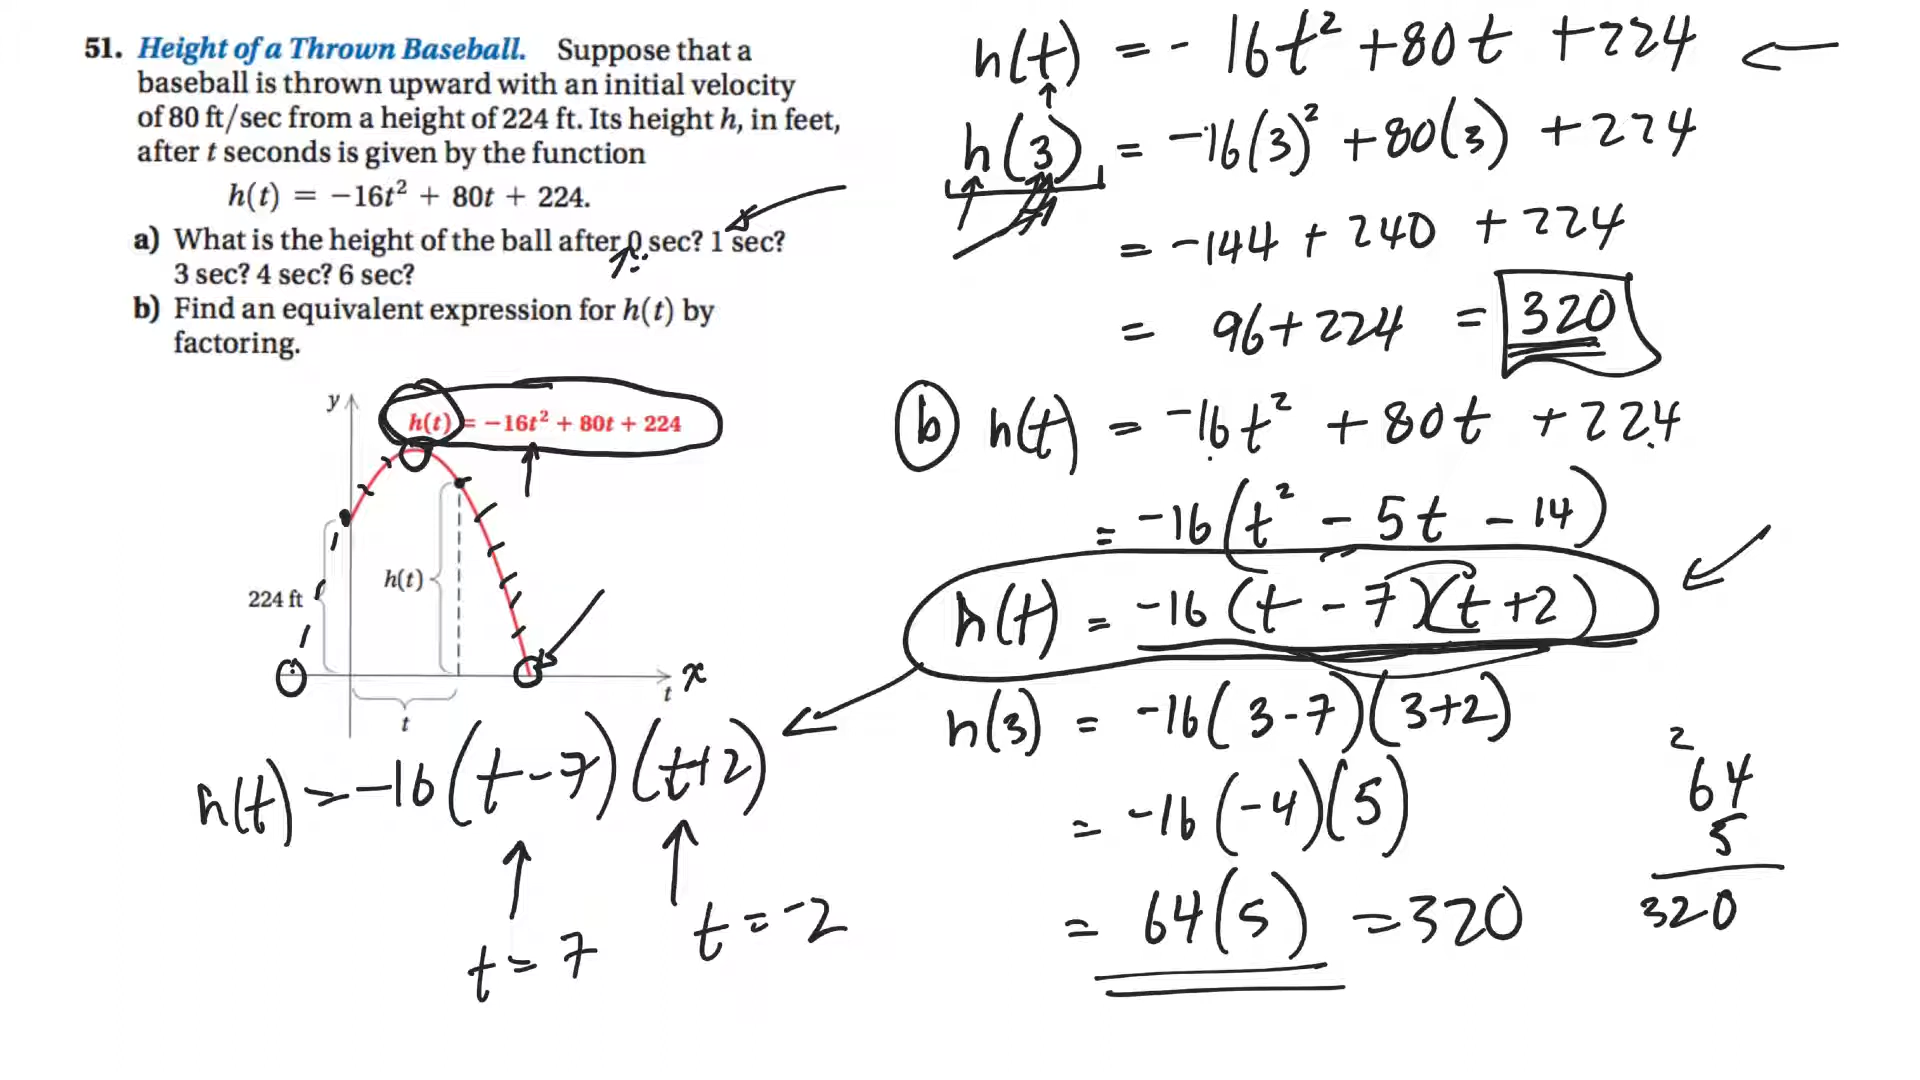 51. Height of a Thrown Baseball. Suppose that a
baseball is thrown upward with an initial velocity
of 80 ft/sec from a height of 224 ft. Its height h, in feet,
after t seconds is given by the function
h(t) = −16t² + 80t + 224.
a) What is the height of the ball after 0 sec? 1 sec?
3 sec? 4 sec? 6 sec?
b) Find an equivalent expression for h(t) by
factoring.
y
h(t) = −16t² + 80t + 224
h(t)
224 ft
t
x
t
h(t) = -16(t-7)(t+2)
t = 7
t = -2
h(t) = -16t² + 80t + 224
h(3) = -16(3)² + 80(3) + 224
= -144 + 240 + 224
= 96 + 224 = 320
b h(t) = -16t² + 80t + 224
= -16(t² - 5t - 14)
h(t) = -16(t - 7)(t + 2)
h(3) = -16(3-7)(3+2)
= -16(-4)(5)
= 64(5) = 320
2
64
5
320